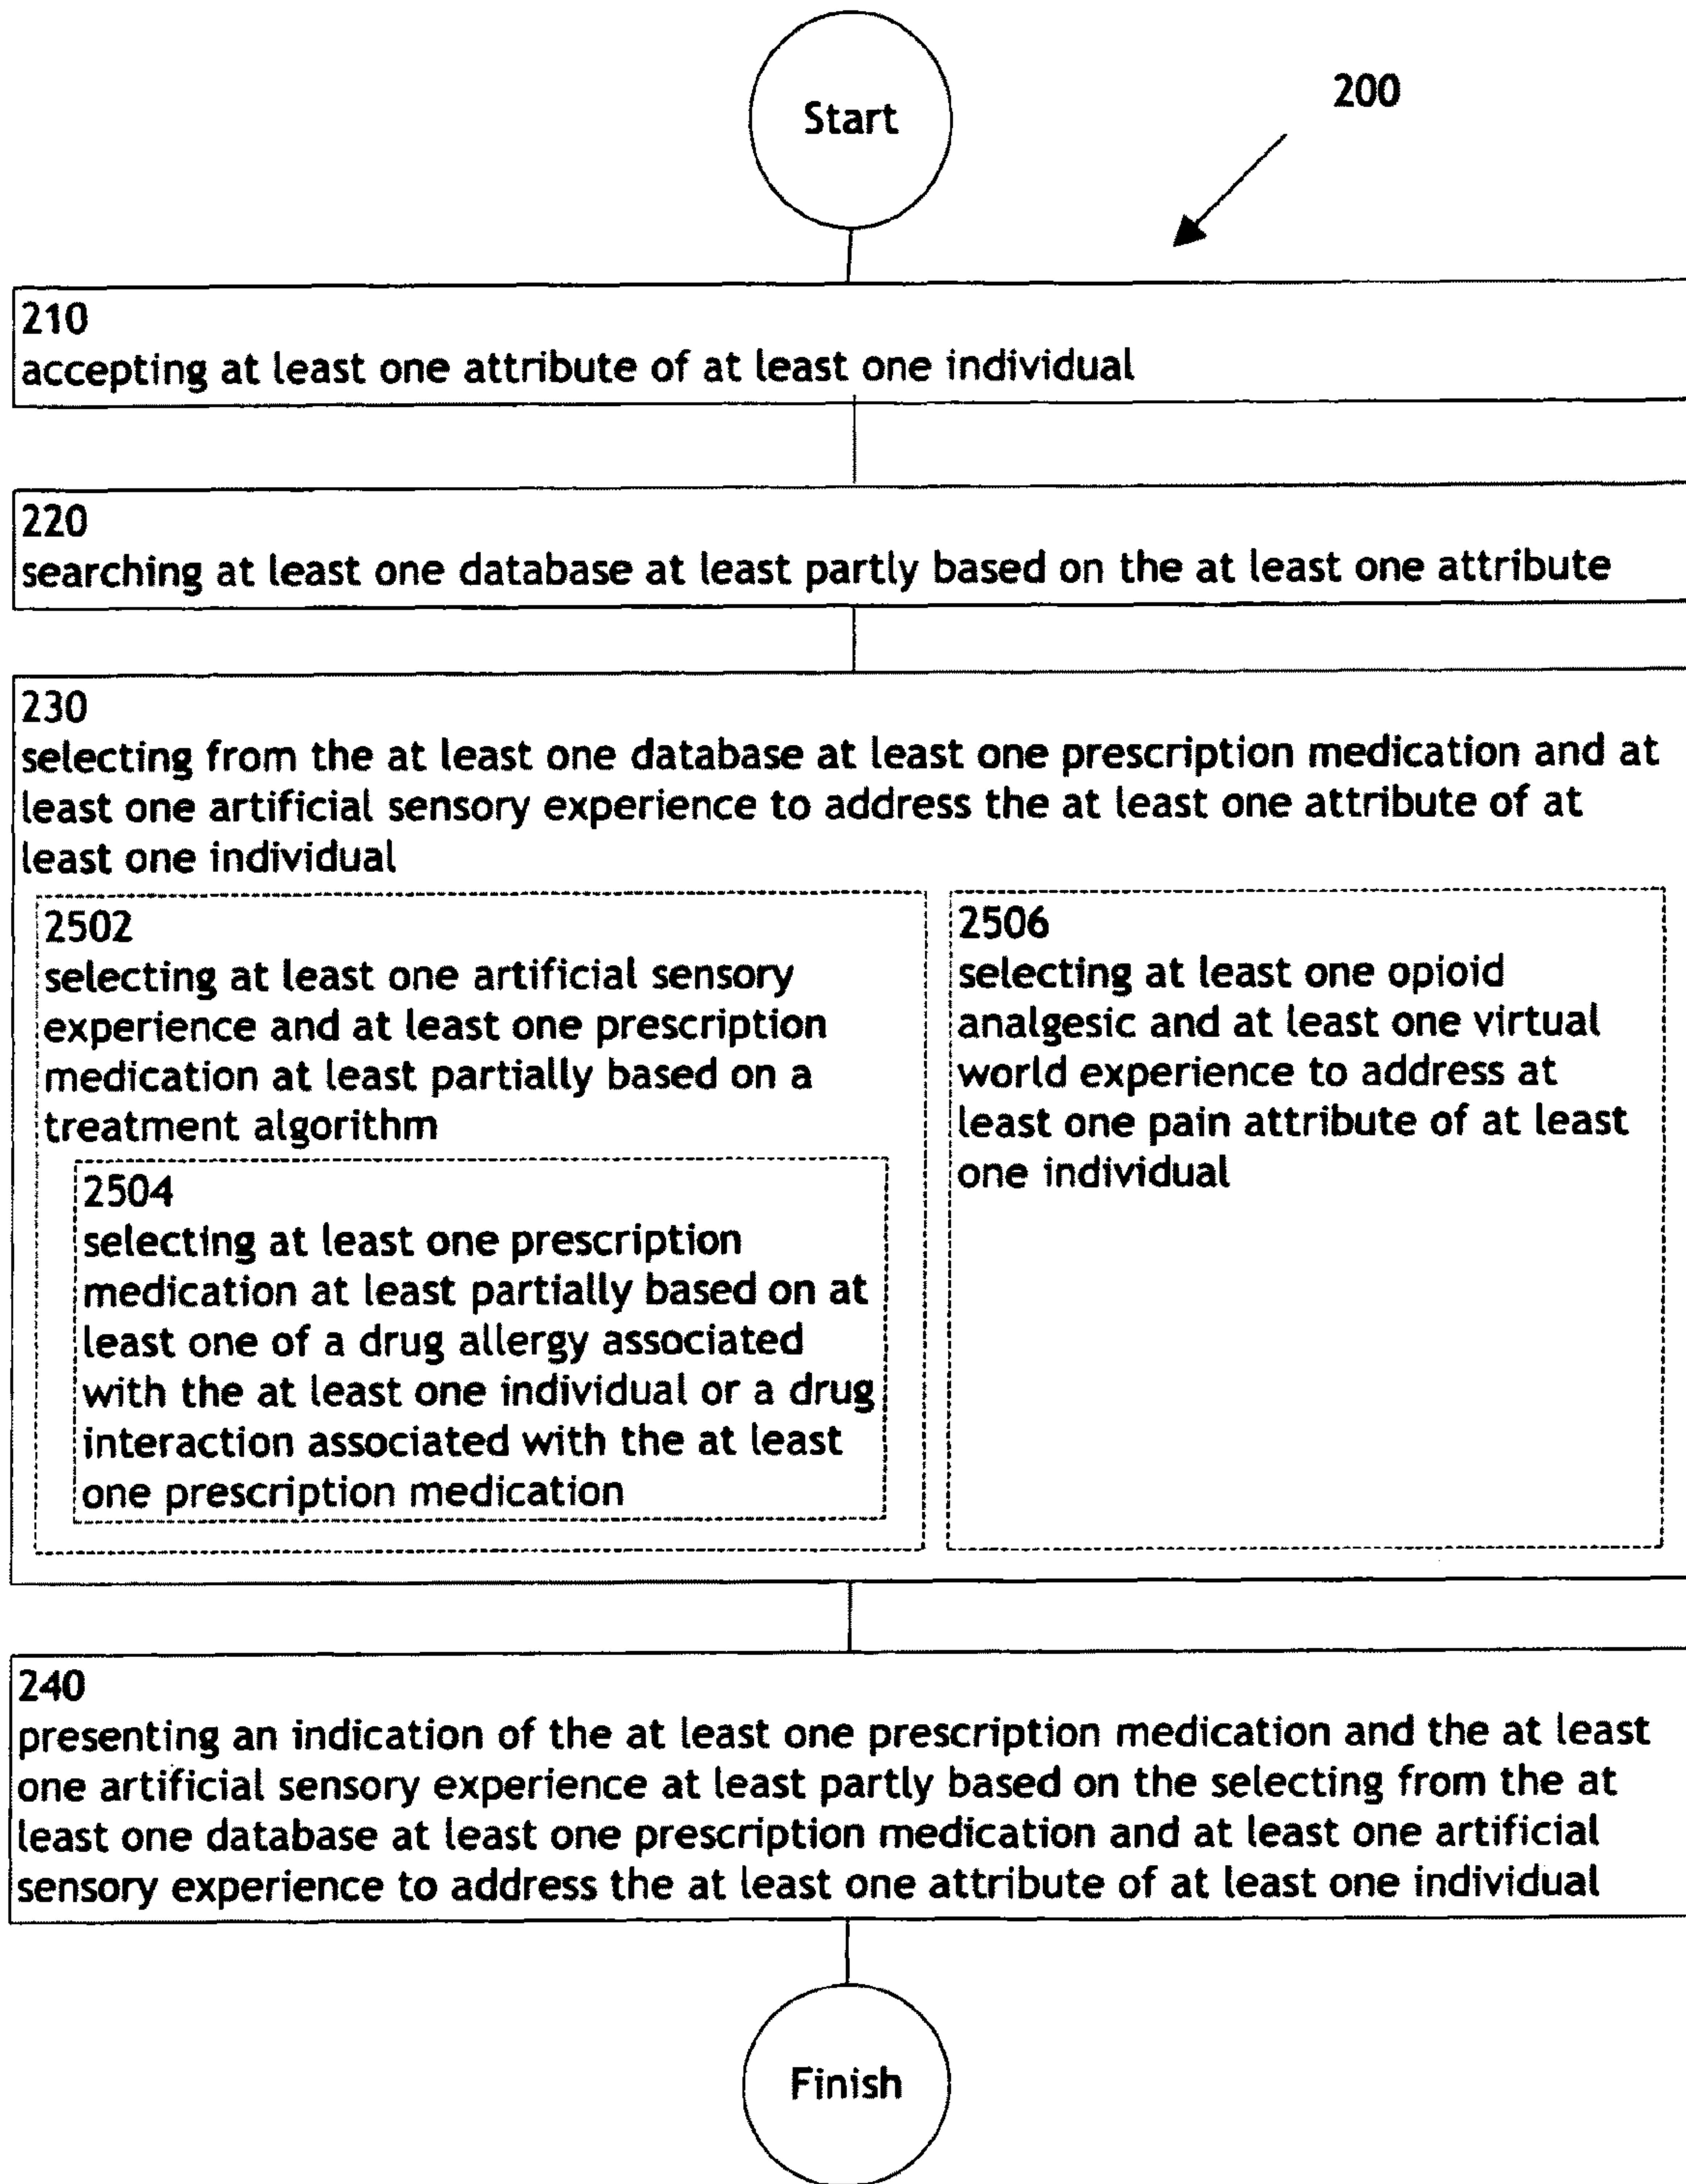 Start
200
210
accepting at least one attribute of at least one individual
220
searching at least one database at least partly based on the at least one attribute
230
selecting from the at least one database at least one prescription medication and at
least one artificial sensory experience to address the at least one attribute of at
least one individual
2502
selecting at least one artificial sensory
experience and at least one prescription
medication at least partially based on a
treatment algorithm
2504
selecting at least one prescription
medication at least partially based on at
least one of a drug allergy associated
with the at least one individual or a drug
interaction associated with the at least
one prescription medication
2506
selecting at least one opioid
analgesic and at least one virtual
world experience to address at
least one pain attribute of at least
one individual
240
presenting an indication of the at least one prescription medication and the at least
one artificial sensory experience at least partly based on the selecting from the at
least one database at least one prescription medication and at least one artificial
sensory experience to address the at least one attribute of at least one individual
Finish